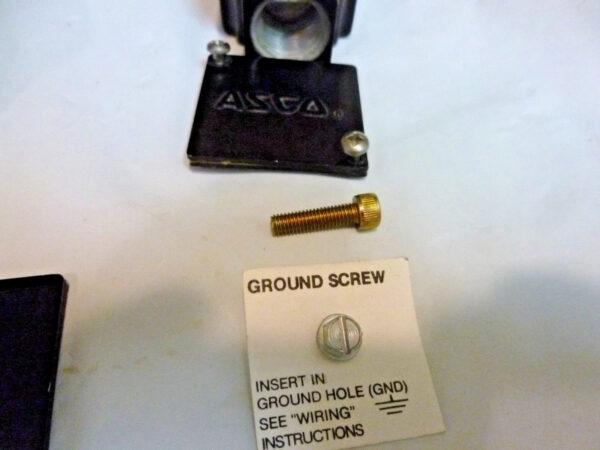 ASCO®
GROUND SCREW
INSERT IN
GROUND HOLE (GND)
SEE "WIRING"
INSTRUCTIONS